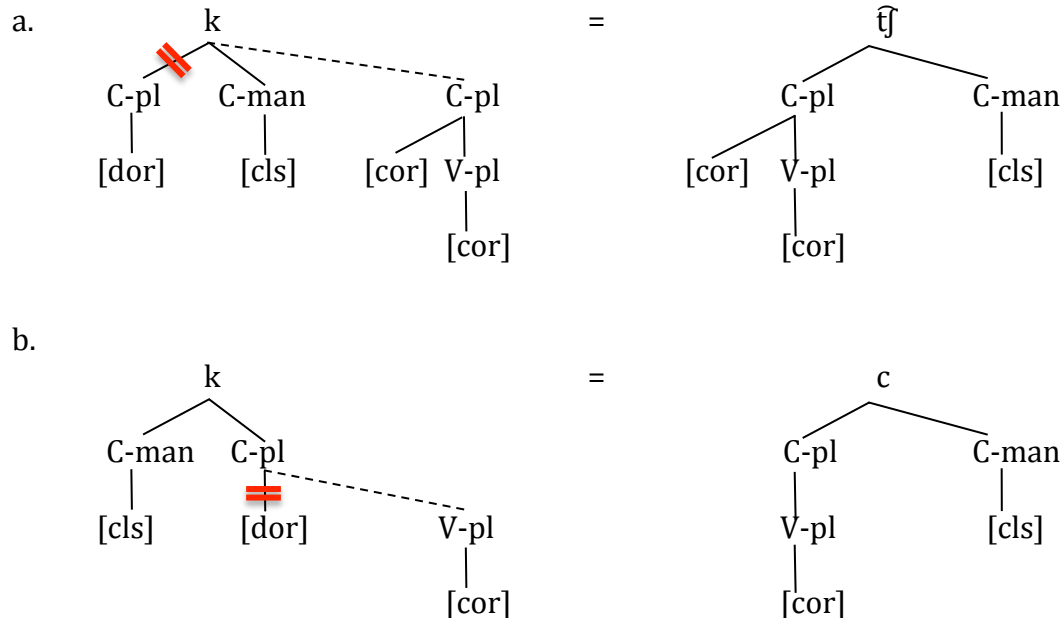 a. k = t͡ʃ
C-pl C-man C-pl C-pl C-man
[dor] [cls] [cor] V-pl [cor] V-pl [cls]
[cor] [cor]
b.
k = c
C-man C-pl C-pl C-man
[cls] [dor] V-pl V-pl [cls]
[cor] [cor]